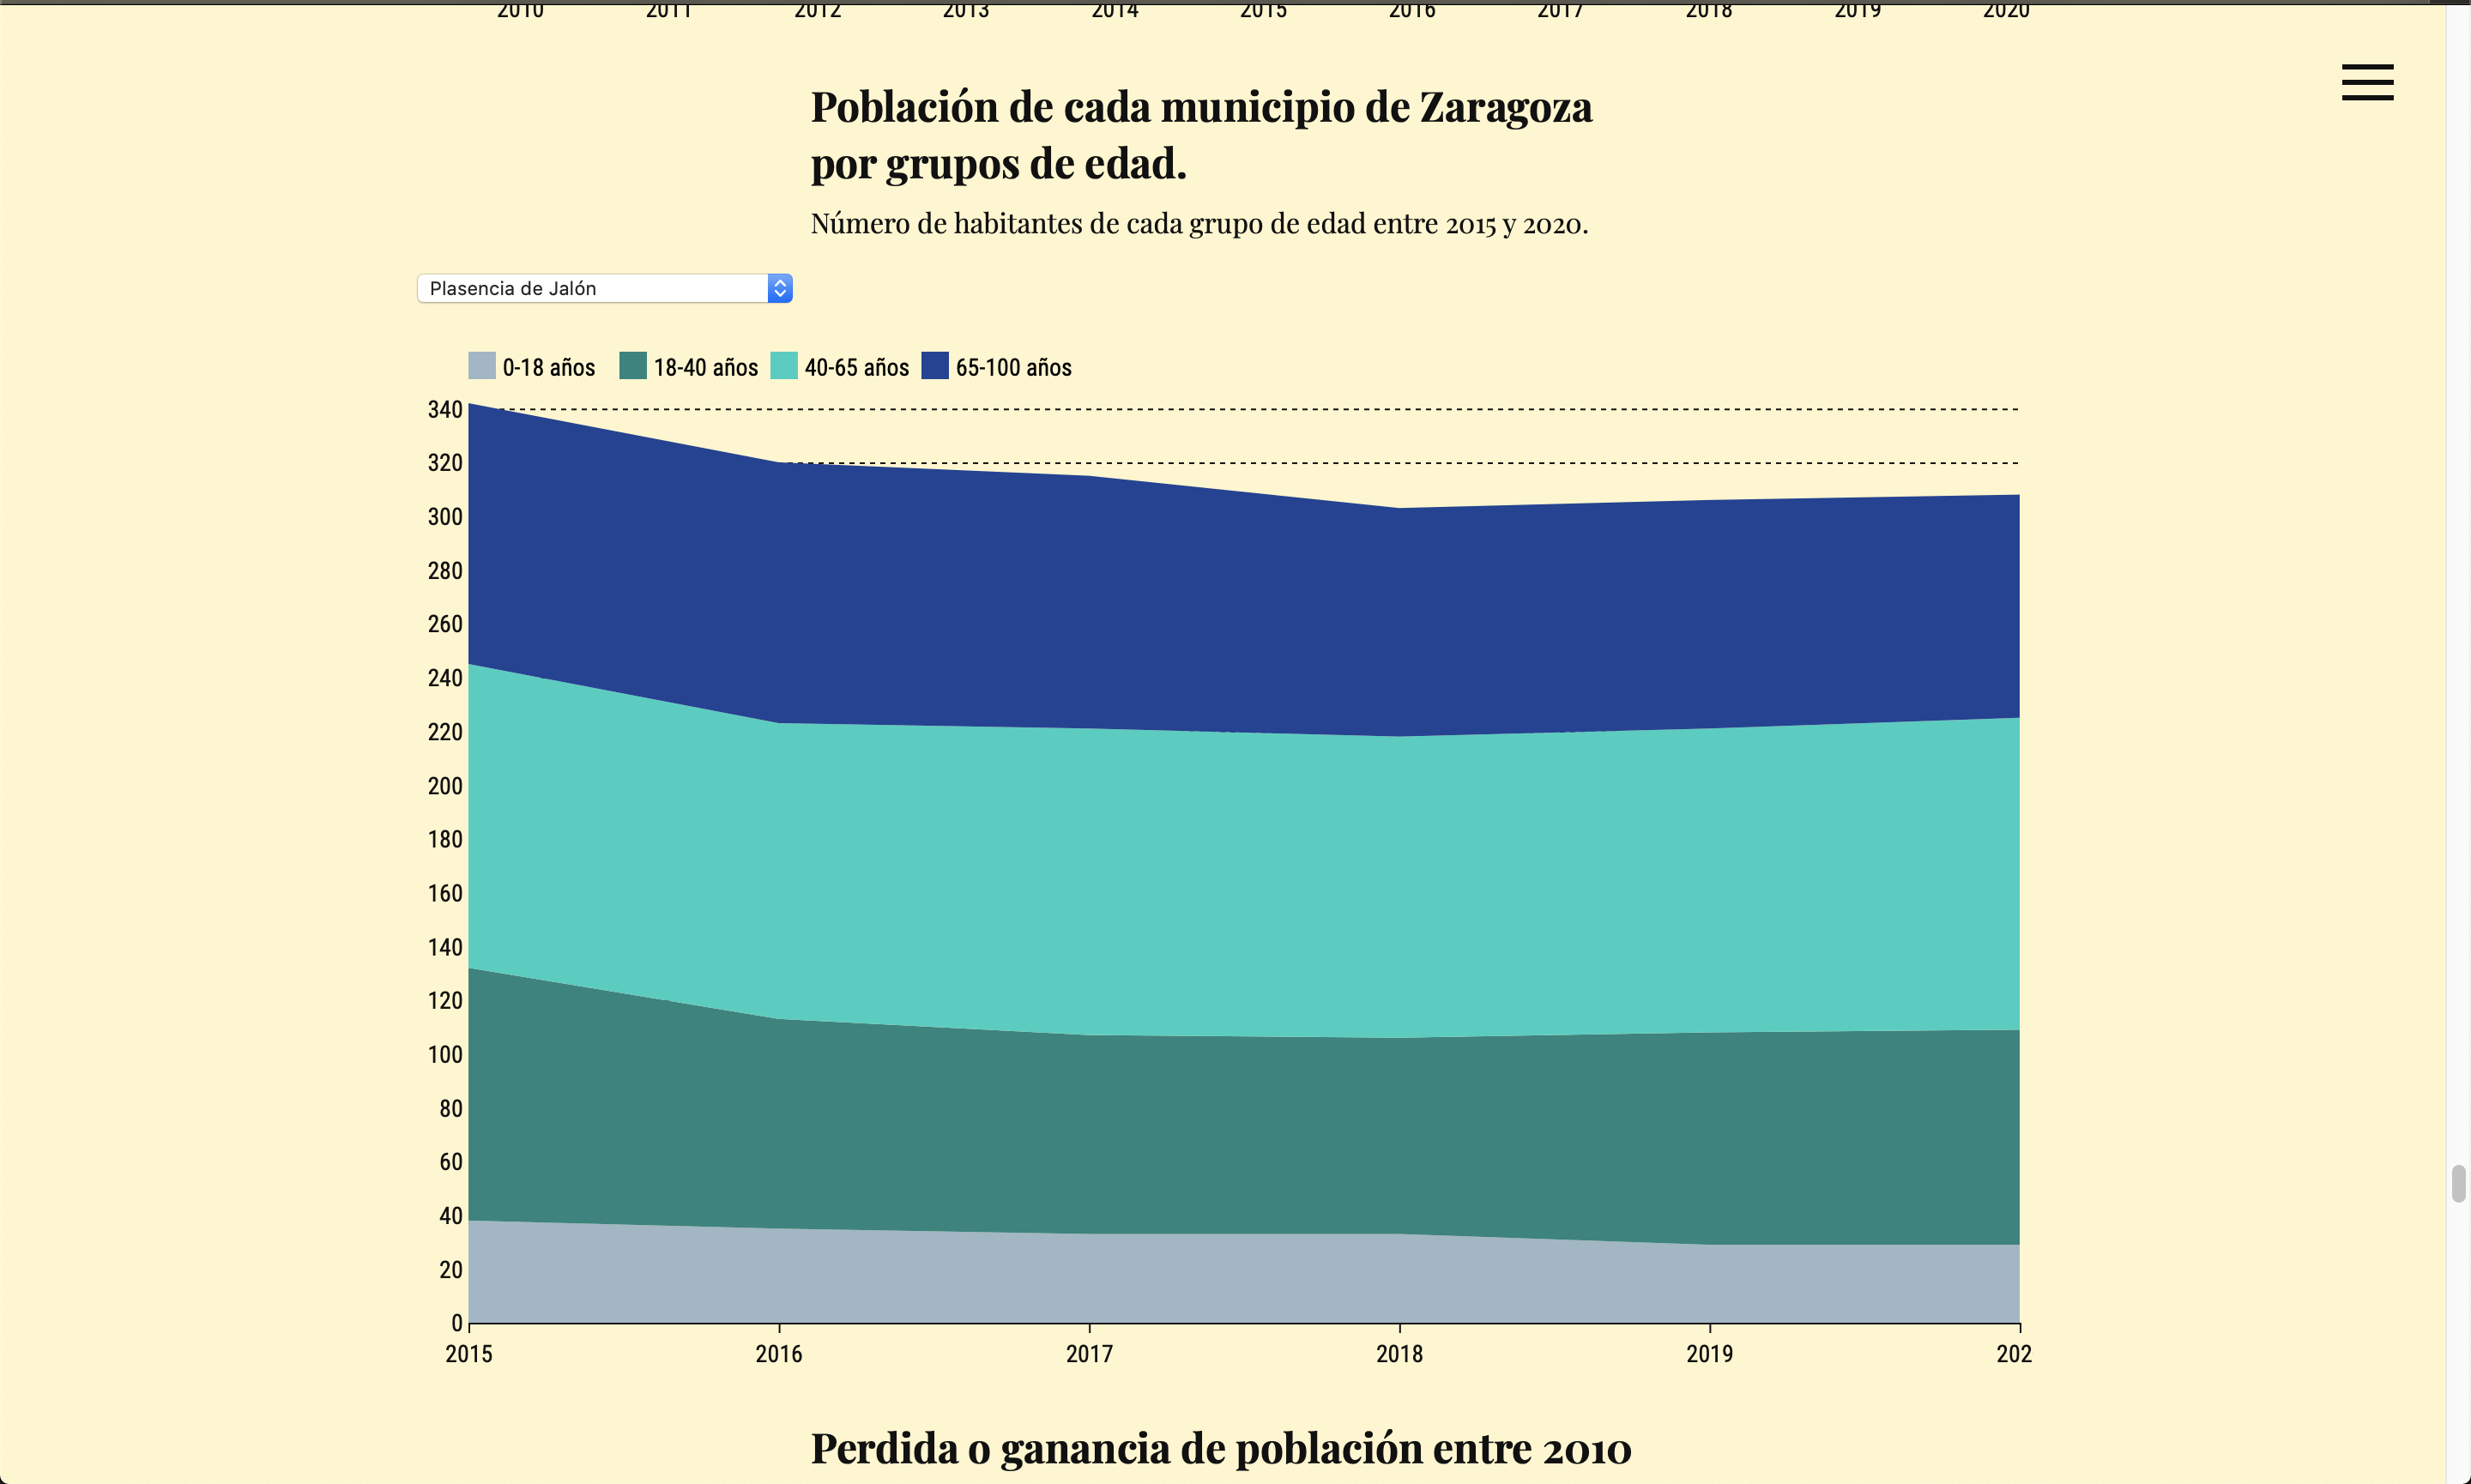 2010 2011 2012 2013 2014 2015 2016 2017 2018 2019 2020
Población de cada municipio de Zaragoza
por grupos de edad.
Número de habitantes de cada grupo de edad entre 2015 y 2020.
Plasencia de Jalón
0-18 años 18-40 años 40-65 años 65-100 años
340
320
300
280
260
240
220
200
180
160
140
120
100
80
60
40
20
0
2015 2016 2017 2018 2019 202
Perdida o ganancia de población entre 2010